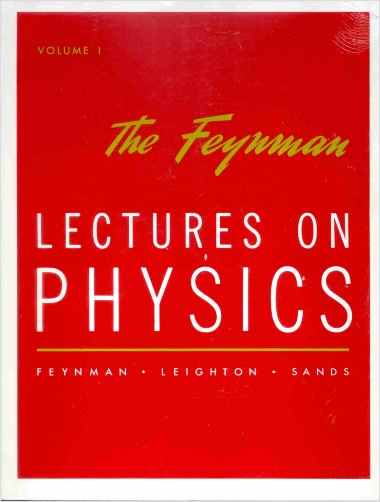 VOLUME I
The Feynman
LECTURES ON
PHYSICS
FEYNMAN · LEIGHTON · SANDS